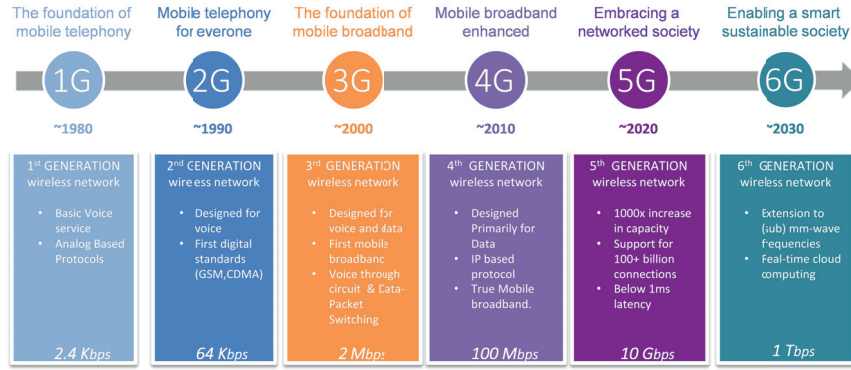 The foundation of
mobile telephony
Mobile telephony
for everone
The foundation of
mobile broadband
Mobile broadband
enhanced
Embracing a
networked society
Enabling a smart
sustainable society
1G
2G
3G
4G
5G
6G
~1980
~1990
~2000
~2010
~2020
~2030
1st GENERATION
wireless network
• Basic Voice
service
• Analog Based
Protocols
2.4 Kbps
2nd GENERATION
wireess network
• Designed for
voice
• First digital
standards
(GSM,CDMA)
64 Kbps
3rd GENERATION
wireless network
• Designed for
voice and data
• First mobile
broadbanc
• Voice through
circuit & Data-
Packet
Switching
2 Mbps
4th GENERATION
wireless network
• Designed
Primarily for
Data
• IP based
protocol
• True Mobile
broadband.
100 Mbps
5th GENERATION
wireless network
• 1000x increase
in capacity
• Support for
100+ billion
connections
• Below 1ms
latency
10 Gbps
6th GENERATION
wireless network
• Extension to
(sub) mm-wave
frequencies
• Real-time cloud
computing
1 Tbps